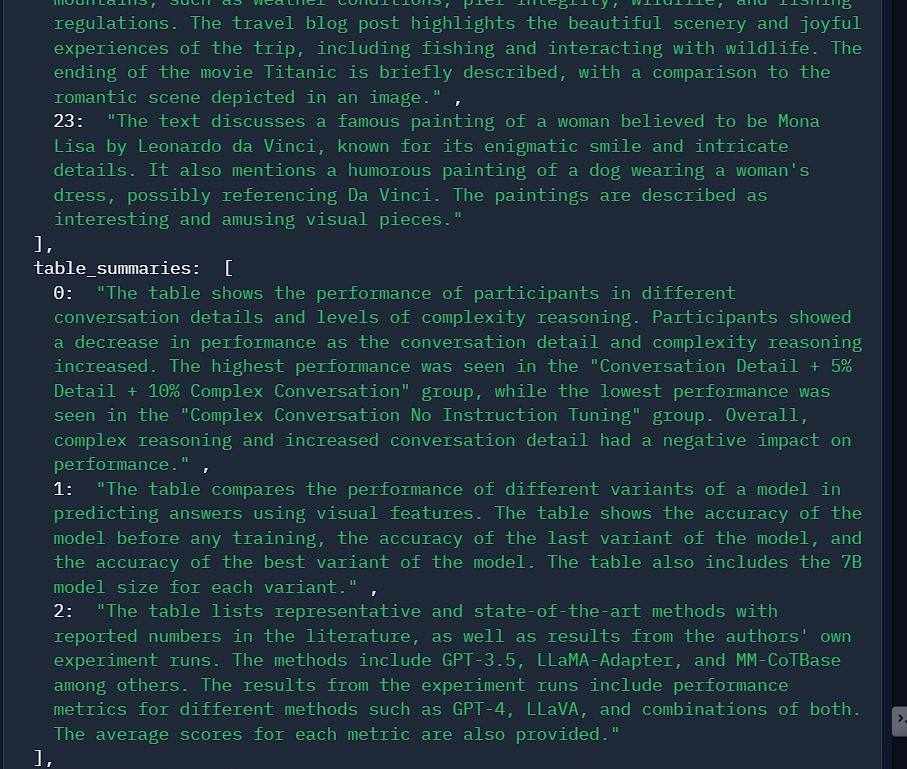 mountains, such as weather conditions, pier integrity, wildlife, and fishing
regulations. The travel blog post highlights the beautiful scenery and joyful
experiences of the trip, including fishing and interacting with wildlife. The
ending of the movie Titanic is briefly described, with a comparison to the
romantic scene depicted in an image." ,
23: "The text discusses a famous painting of a woman believed to be Mona
Lisa by Leonardo da Vinci, known for its enigmatic smile and intricate
details. It also mentions a humorous painting of a dog wearing a woman's
dress, possibly referencing Da Vinci. The paintings are described as
interesting and amusing visual pieces."
],
table_summaries: [
0: "The table shows the performance of participants in different
conversation details and levels of complexity reasoning. Participants showed
a decrease in performance as the conversation detail and complexity reasoning
increased. The highest performance was seen in the "Conversation Detail + 5%
Detail + 10% Complex Conversation" group, while the lowest performance was
seen in the "Complex Conversation No Instruction Tuning" group. Overall,
complex reasoning and increased conversation detail had a negative impact on
performance." ,
1: "The table compares the performance of different variants of a model in
predicting answers using visual features. The table shows the accuracy of the
model before any training, the accuracy of the last variant of the model, and
the accuracy of the best variant of the model. The table also includes the 7B
model size for each variant." ,
2: "The table lists representative and state-of-the-art methods with
reported numbers in the literature, as well as results from the authors' own
experiment runs. The methods include GPT-3.5, LLaMA-Adapter, and MM-CoTBase
among others. The results from the experiment runs include performance
metrics for different methods such as GPT-4, LLaVA, and combinations of both.
The average scores for each metric are also provided."
],